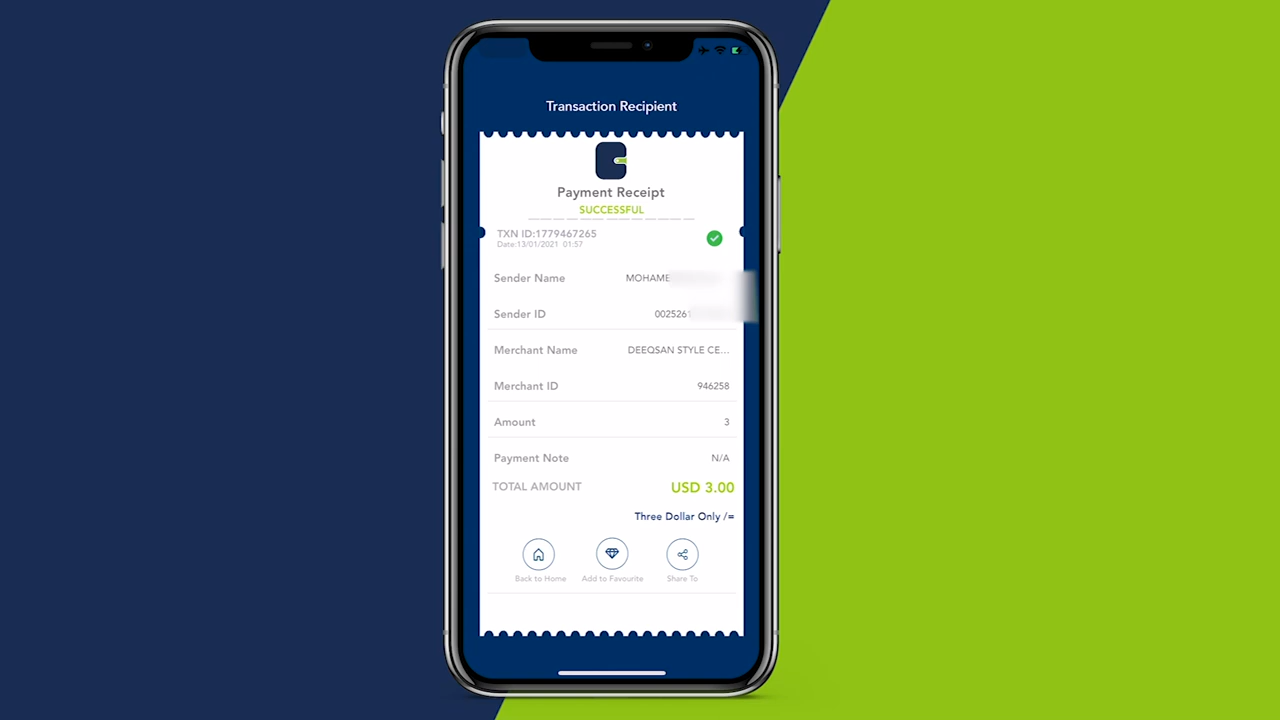 Transaction Recipient
Payment Receipt
SUCCESSFUL
TXN ID:1779467265
Date:13/01/2021 01:57
Sender Name MOHAME
Sender ID 0025261
Merchant Name DEEQSAN STYLE CE...
Merchant ID 946258
Amount 3
Payment Note N/A
TOTAL AMOUNT USD 3.00
Three Dollar Only /=
Back to Home Add to Favourite Share To